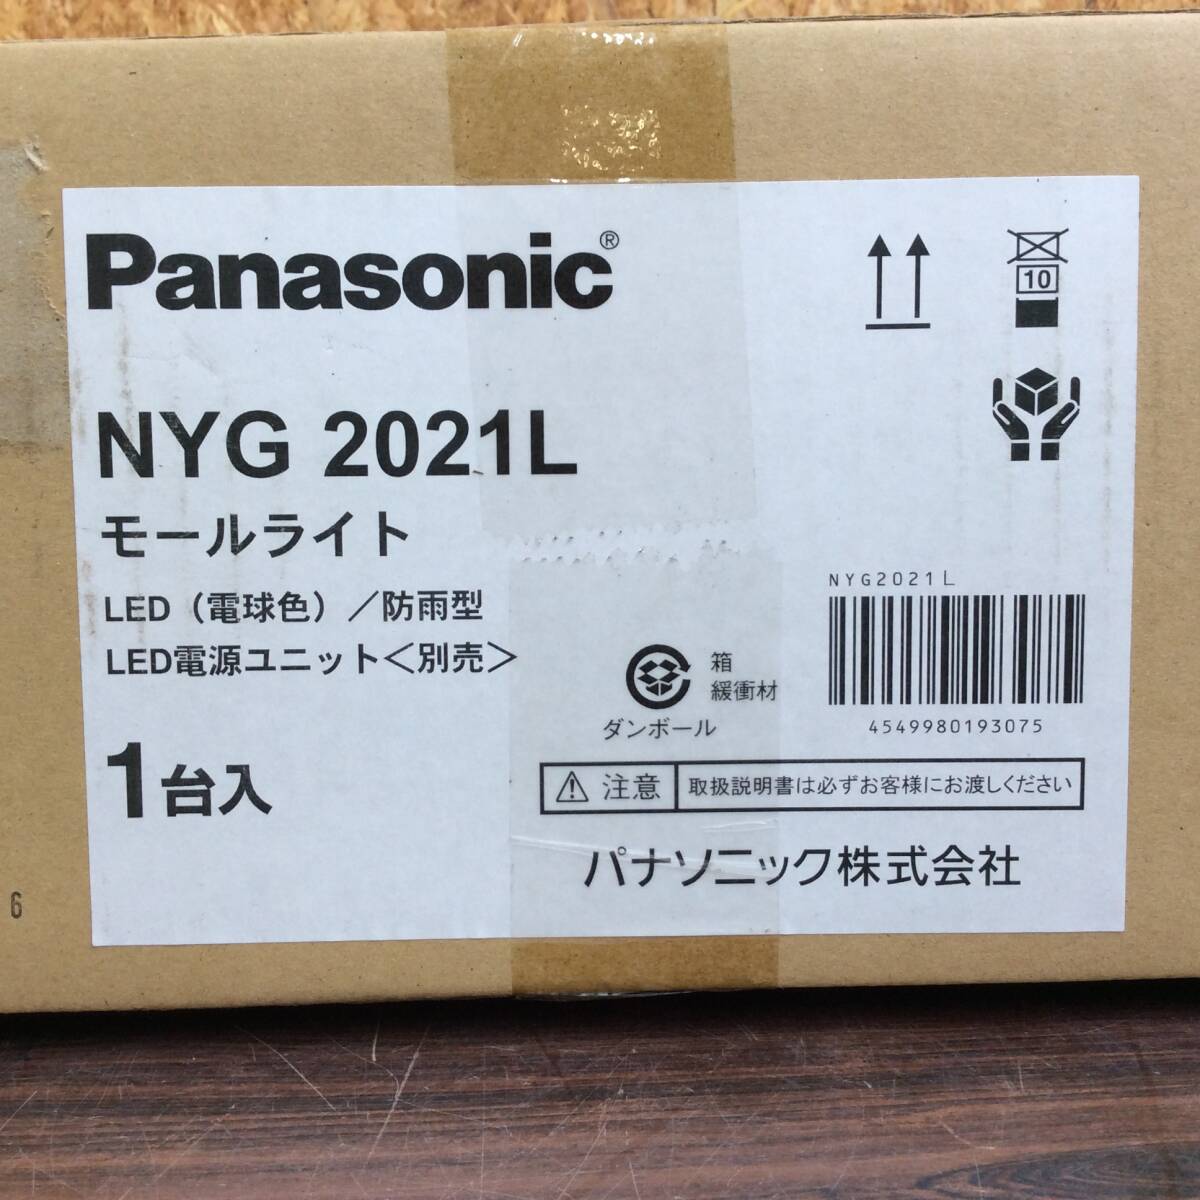 Panasonic®
10
NYG 2021L
モールライト
LED（電球色）／防雨型
LED電源ユニット＜別売＞
1台入
NYG2021L
4549980193075
箱
緩衝材
ダンボール
注意 取扱説明書は必ずお客様にお渡しください
パナソニック株式会社
6